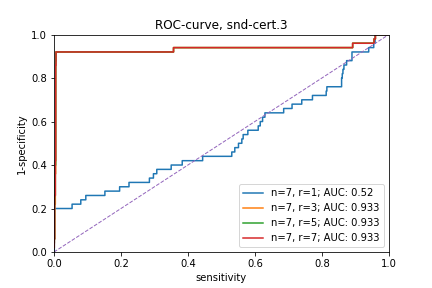 ROC-curve, snd-cert.3
1.0
0.8
0.6
0.4
0.2
0.0
1-specificity
n=7, r=1; AUC: 0.52
n=7, r=3; AUC: 0.933
n=7, r=5; AUC: 0.933
n=7, r=7; AUC: 0.933
0.0 0.2 0.4 0.6 0.8 1.0
sensitivity